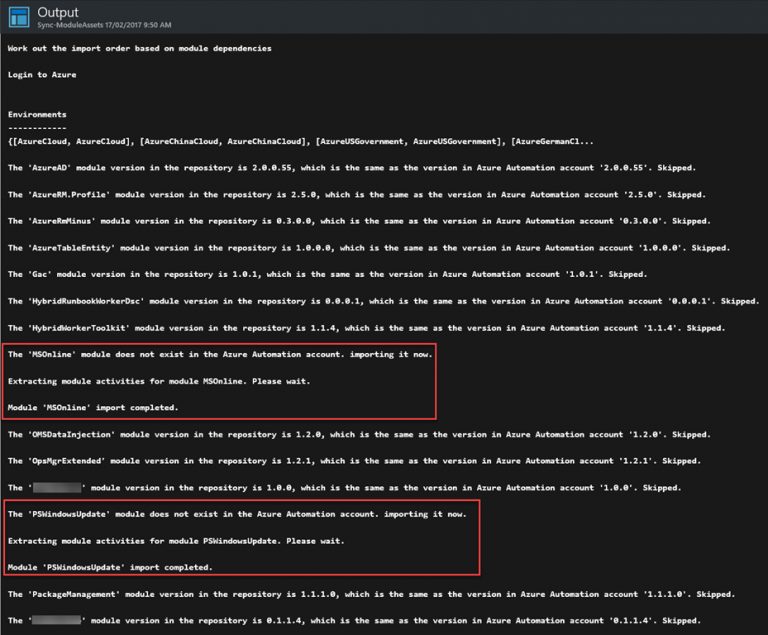 Output
Sync-ModuleAssets 17/02/2017 9:50 AM
Work out the import order based on module dependencies
Login to Azure
Environments
------------
{[AzureCloud, AzureCloud], [AzureChinaCloud, AzureChinaCloud], [AzureUSGovernment, AzureUSGovernment], [AzureGermanCl...
The 'AzureAD' module version in the repository is 2.0.0.55, which is the same as the version in Azure Automation account '2.0.0.55'. Skipped.
The 'AzureRM.Profile' module version in the repository is 2.5.0, which is the same as the version in Azure Automation account '2.5.0'. Skipped.
The 'AzureRmMinus' module version in the repository is 0.3.0.0, which is the same as the version in Azure Automation account '0.3.0.0'. Skipped.
The 'AzureTableEntity' module version in the repository is 1.0.0.0, which is the same as the version in Azure Automation account '1.0.0.0'. Skipped.
The 'Gac' module version in the repository is 1.0.1, which is the same as the version in Azure Automation account '1.0.1'. Skipped.
The 'HybridRunbookWorkerDsc' module version in the repository is 0.0.0.1, which is the same as the version in Azure Automation account '0.0.0.1'. Skipped.
The 'HybridWorkerToolkit' module version in the repository is 1.1.4, which is the same as the version in Azure Automation account '1.1.4'. Skipped.
The 'MSOnline' module does not exist in the Azure Automation account. importing it now.
Extracting module activities for module MSOnline. Please wait.
Module 'MSOnline' import completed.
The 'OMSDataInjection' module version in the repository is 1.2.0, which is the same as the version in Azure Automation account '1.2.0'. Skipped.
The 'OpsMgrExtended' module version in the repository is 1.2.1, which is the same as the version in Azure Automation account '1.2.1'. Skipped.
The ' ' module version in the repository is 1.0.0, which is the same as the version in Azure Automation account '1.0.0'. Skipped.
The 'PSWindowsUpdate' module does not exist in the Azure Automation account. importing it now.
Extracting module activities for module PSWindowsUpdate. Please wait.
Module 'PSWindowsUpdate' import completed.
The 'PackageManagement' module version in the repository is 1.1.1.0, which is the same as the version in Azure Automation account '1.1.1.0'. Skipped.
The ' ' module version in the repository is 0.1.1.4, which is the same as the version in Azure Automation account '0.1.1.4'. Skipped.